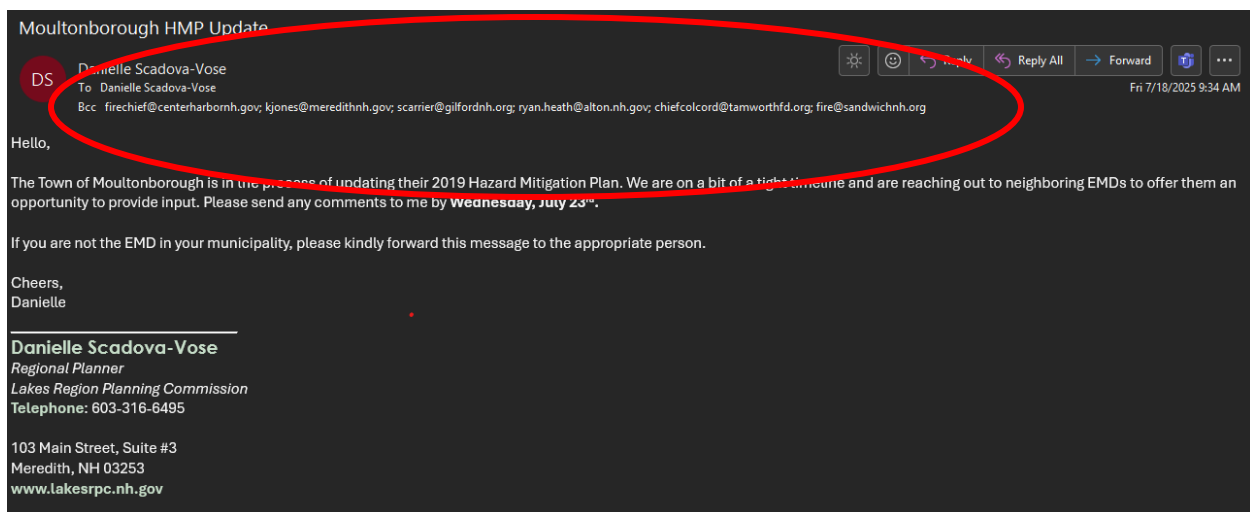 Moultonborough HMP Update
DS
Danielle Scadova-Vose
To Danielle Scadova-Vose
Bcc firechief@centerharbornh.gov; kjones@meredithnh.gov; scarrier@gilfordnh.org; ryan.heath@alton.nh.gov; chiefcolcord@tamworthfd.org; fire@sandwichnh.org
Reply
Reply All
Forward
Fri 7/18/2025 9:34 AM
Hello,
The Town of Moultonborough is in the process of updating their 2019 Hazard Mitigation Plan. We are on a bit of a tight timeline and are reaching out to neighboring EMDs to offer them an
opportunity to provide input. Please send any comments to me by Wednesday, July 23rd.
If you are not the EMD in your municipality, please kindly forward this message to the appropriate person.
Cheers,
Danielle
Danielle Scadova-Vose
Regional Planner
Lakes Region Planning Commission
Telephone: 603-316-6495
103 Main Street, Suite #3
Meredith, NH 03253
www.lakesrpc.nh.gov